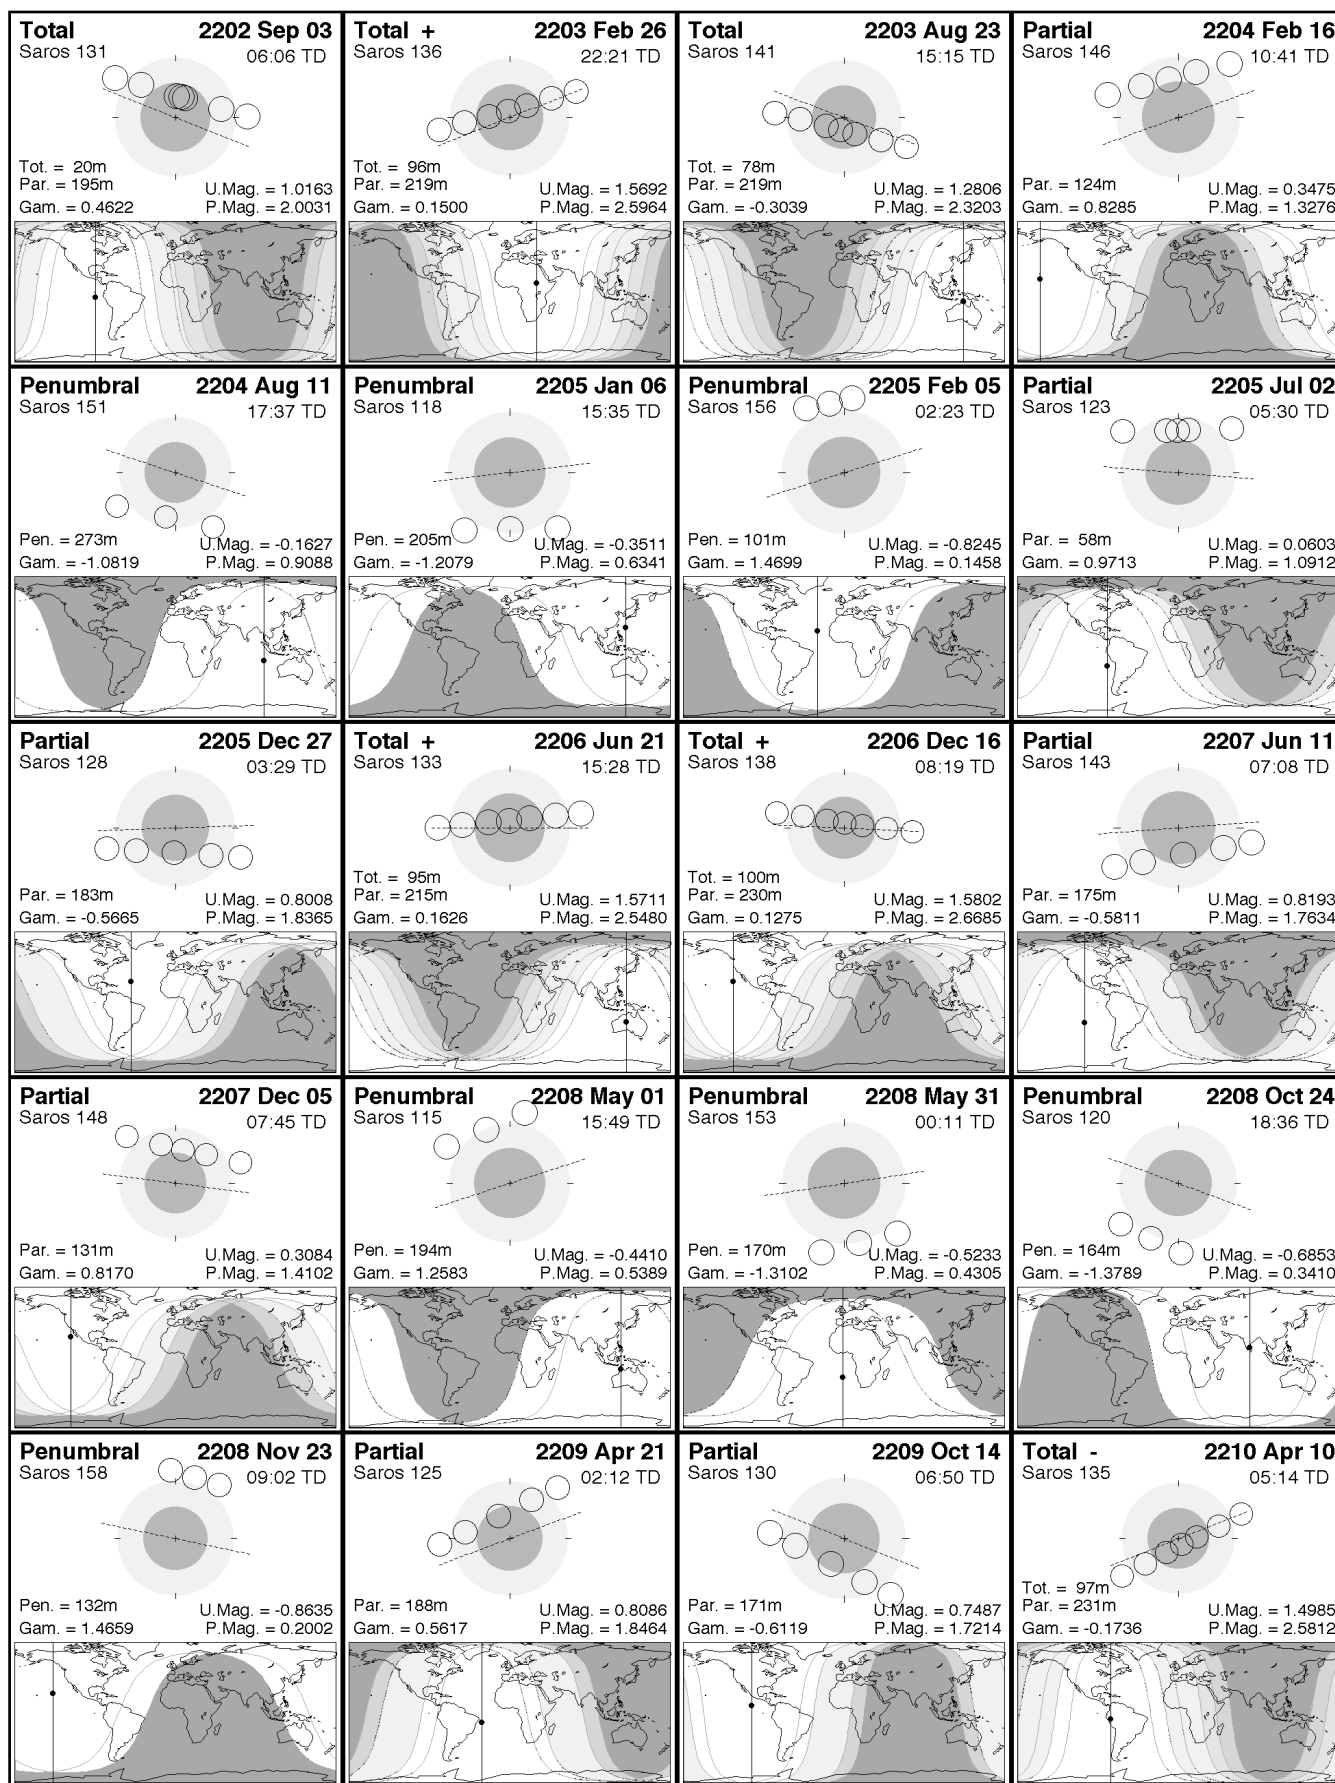 Total 2202 Sep 03
Saros 131 06:06 TD
Tot. = 20m
Par. = 195m U.Mag. = 1.0163
Gam. = 0.4622 P.Mag. = 2.0031
Total + 2203 Feb 26
Saros 136 22:21 TD
Tot. = 96m
Par. = 219m U.Mag. = 1.5692
Gam. = 0.1500 P.Mag. = 2.5964
Total 2203 Aug 23
Saros 141 15:15 TD
Tot. = 78m
Par. = 219m U.Mag. = 1.2806
Gam. = -0.3039 P.Mag. = 2.3203
Partial 2204 Feb 16
Saros 146 10:41 TD
Par. = 124m U.Mag. = 0.3475
Gam. = 0.8285 P.Mag. = 1.3276
Penumbral 2204 Aug 11
Saros 151 17:37 TD
Pen. = 273m U.Mag. = -0.1627
Gam. = -1.0819 P.Mag. = 0.9088
Penumbral 2205 Jan 06
Saros 118 15:35 TD
Pen. = 205m U.Mag. = -0.3511
Gam. = -1.2079 P.Mag. = 0.6341
Penumbral 2205 Feb 05
Saros 156 02:23 TD
Pen. = 101m U.Mag. = -0.8245
Gam. = 1.4699 P.Mag. = 0.1458
Partial 2205 Jul 02
Saros 123 05:30 TD
Par. = 58m U.Mag. = 0.0603
Gam. = 0.9713 P.Mag. = 1.0912
Partial 2205 Dec 27
Saros 128 03:29 TD
Par. = 183m U.Mag. = 0.8008
Gam. = -0.5665 P.Mag. = 1.8365
Total + 2206 Jun 21
Saros 133 15:28 TD
Tot. = 95m
Par. = 215m U.Mag. = 1.5711
Gam. = 0.1626 P.Mag. = 2.5480
Total + 2206 Dec 16
Saros 138 08:19 TD
Tot. = 100m
Par. = 230m U.Mag. = 1.5802
Gam. = 0.1275 P.Mag. = 2.6685
Partial 2207 Jun 11
Saros 143 07:08 TD
Par. = 175m U.Mag. = 0.8193
Gam. = -0.5811 P.Mag. = 1.7634
Partial 2207 Dec 05
Saros 148 07:45 TD
Par. = 131m U.Mag. = 0.3084
Gam. = 0.8170 P.Mag. = 1.4102
Penumbral 2208 May 01
Saros 115 15:49 TD
Pen. = 194m U.Mag. = -0.4410
Gam. = 1.2583 P.Mag. = 0.5389
Penumbral 2208 May 31
Saros 153 00:11 TD
Pen. = 170m U.Mag. = -0.5233
Gam. = -1.3102 P.Mag. = 0.4305
Penumbral 2208 Oct 24
Saros 120 18:36 TD
Pen. = 164m U.Mag. = -0.6853
Gam. = -1.3789 P.Mag. = 0.3410
Penumbral 2208 Nov 23
Saros 158 09:02 TD
Pen. = 132m U.Mag. = -0.8635
Gam. = 1.4659 P.Mag. = 0.2002
Partial 2209 Apr 21
Saros 125 02:12 TD
Par. = 188m U.Mag. = 0.8086
Gam. = 0.5617 P.Mag. = 1.8464
Partial 2209 Oct 14
Saros 130 06:50 TD
Par. = 171m U.Mag. = 0.7487
Gam. = -0.6119 P.Mag. = 1.7214
Total - 2210 Apr 10
Saros 135 05:14 TD
Tot. = 97m
Par. = 231m U.Mag. = 1.4985
Gam. = -0.1736 P.Mag. = 2.5812